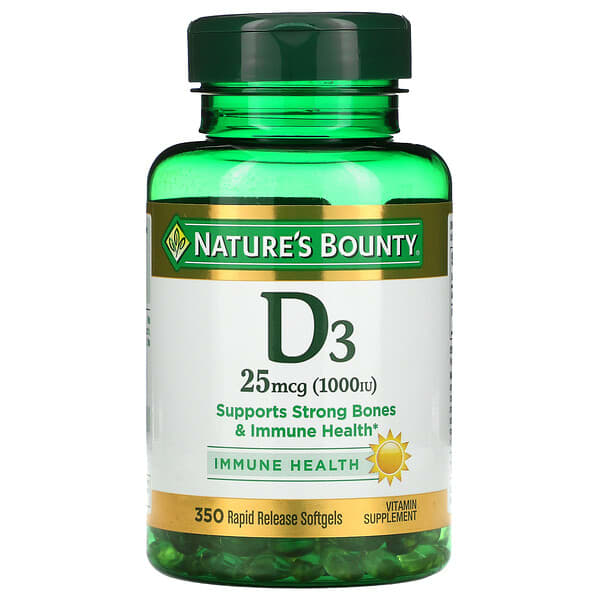 NATURE'S BOUNTY®
D3
25mcg (1000IU)
Supports Strong Bones
& Immune Health*
IMMUNE HEALTH
350 Rapid Release Softgels
VITAMIN
SUPPLEMENT